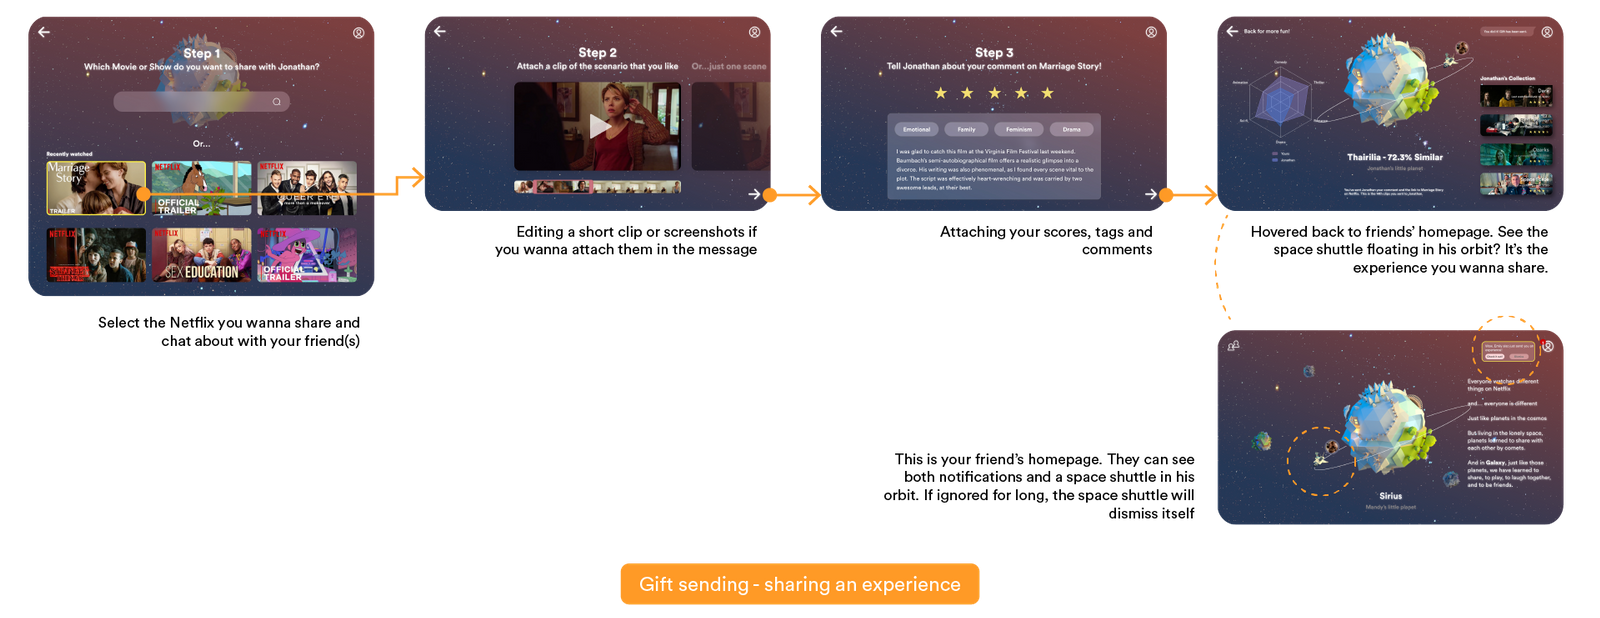 Step 1
Which Movie or Show do you want to share with Jonathan?
Or...
Recently watched
Marriage
Story
TRAILER
NETFLIX
OFFICIAL
TRAILER
NETFLIX
QUEER EYE
NETFLIX
NETFLIX
SEX EDUCATION
NETFLIX
OFFICIAL
TRAILER
Select the Netflix you wanna share and
chat about with your friend(s)
Step 2
Attach a clip of the scenario that you like
Or...just one scene
Editing a short clip or screenshots if
you wanna attach them in the message
Step 3
Tell Jonathan about your comment on Marriage Story!
Emotional
Family
Feminism
Drama
I was glad to catch this film at the Virginia Film Festival last weekend.
Baumbach's semi-autobiographical film offers a realistic glimpse into a
divorce. His writing was also phenomenal, as I found every scene vital to the
plot. The script was effectively heart-wrenching and was carried by two
awesome leads, at their best.
Attaching your scores, tags and
comments
Back for more fun!
Jonathan's Collection
Thairilia - 72.3% Similar
Jonathan's little planet
Hovered back to friends' homepage. See the
space shuttle floating in his orbit? It's the
experience you wanna share.
Everyone watches different
things on Netflix
and... everyone is different
Just like planets in the cosmos
But living in the lonely space,
planets learned to share with
each other by comets.
And in Galaxy, just like those
planets, we have learned to
share, to play, to laugh together,
and to be friends.
Sirius
Mandy's little planet
This is your friend's homepage. They can see
both notifications and a space shuttle in his
orbit. If ignored for long, the space shuttle will
dismiss itself
Gift sending - sharing an experience